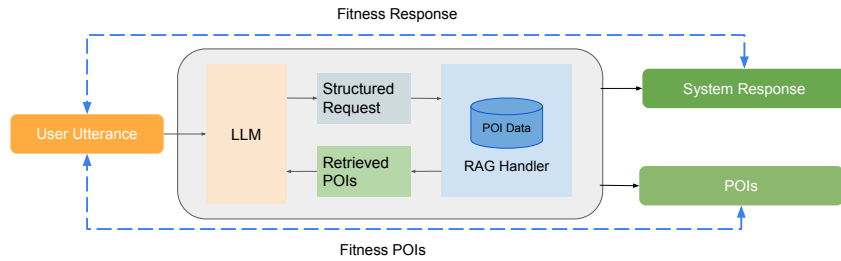 Fitness Response
Structured
Request
System Response
User Utterance
LLM
POI Data
RAG Handler
Retrieved
POIs
POIs
Fitness POIs